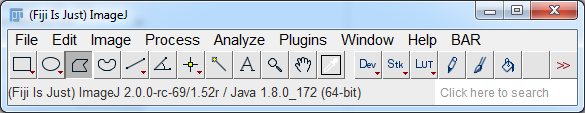 (Fiji Is Just) ImageJ
File Edit Image Process Analyze Plugins Window Help BAR
A Dev Stk LUT >>
(Fiji Is Just) ImageJ 2.0.0-rc-69/1.52r / Java 1.8.0_172 (64-bit) Click here to search